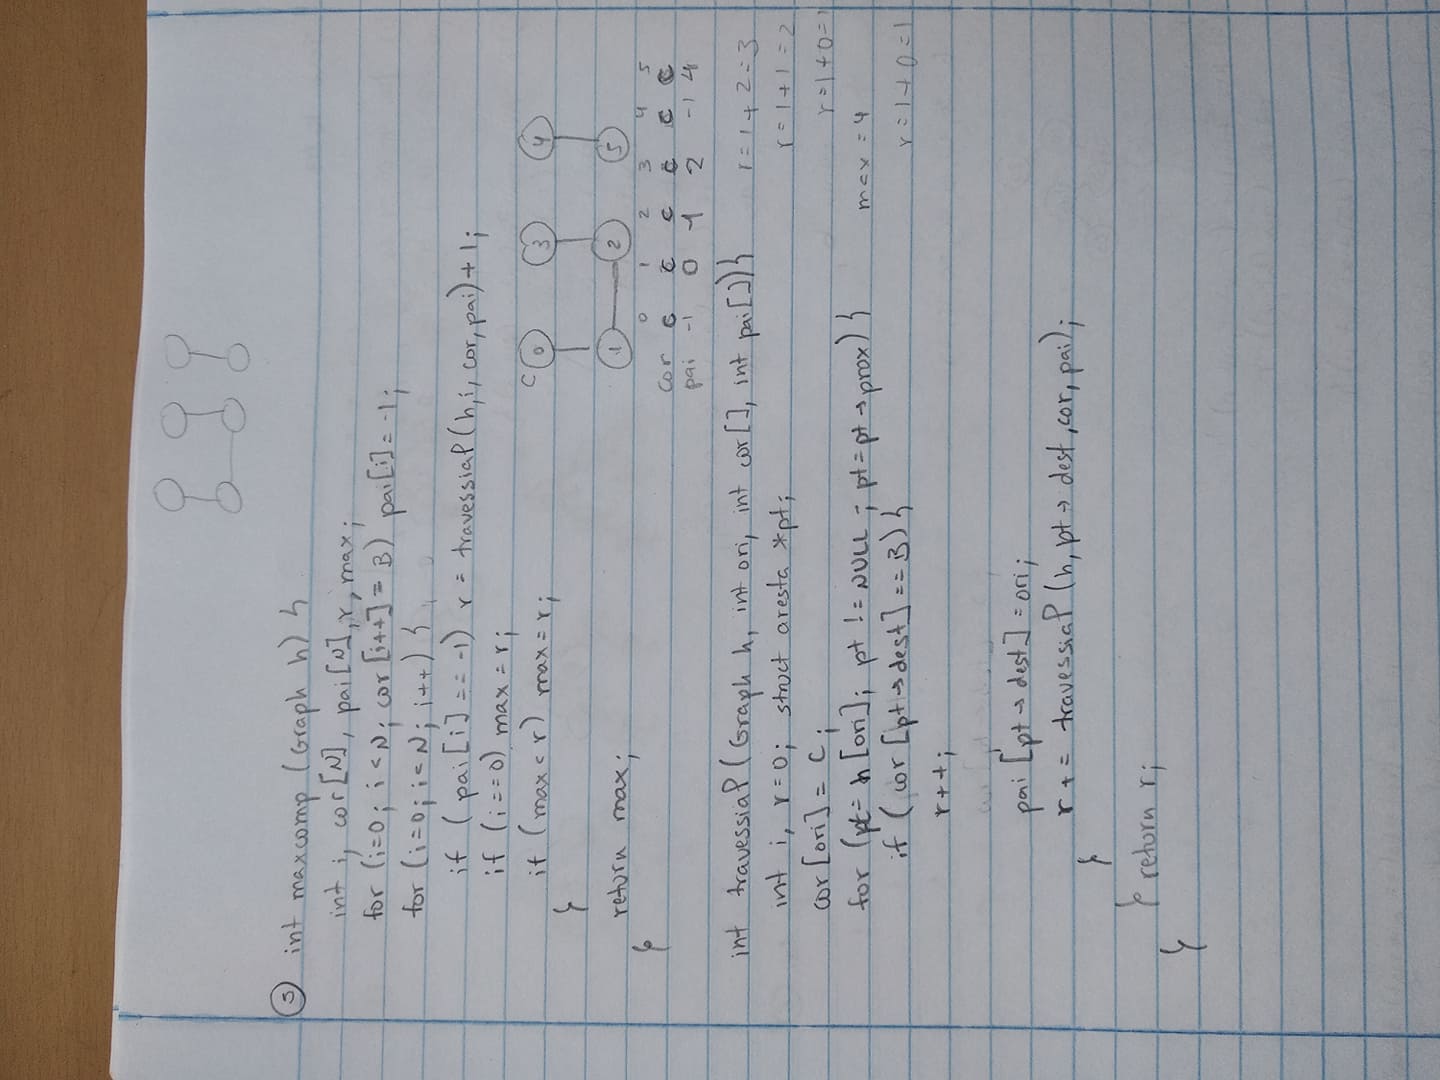 3 int maxcomp (Graph h) {
int i, cor[N], pai[N], r, max;
for (i=0; i<N; cor[i++]=B) pai[i]=-1;
for (i=0; i<N; i++) {
if (pai[i]==-1) r = travessiaP(h,i,cor,pai)+1;
if (i==0) max=r;
if (max<r) max=r;
}
return max;
}
C 0 3 4
1 2 5
0 1 2 3 4 5
cor C C C C C C
pai -1 0 1 2 -1 4
int travessiaP (Graph h, int ori, int cor[], int pai[]) {
int i, r=0; struct aresta *pt;
cor[ori] = C;
for (pt=h[ori]; pt != NULL; pt=pt→prox) {
if (cor[pt→dest]==B) {
r++;
pai[pt→dest]=ori;
r += travessiaP(h, pt→dest, cor, pai);
}
} return r;
}
r=1+2=3
r=1+1=2
r=1+0=1
max=4
r=1+0=1